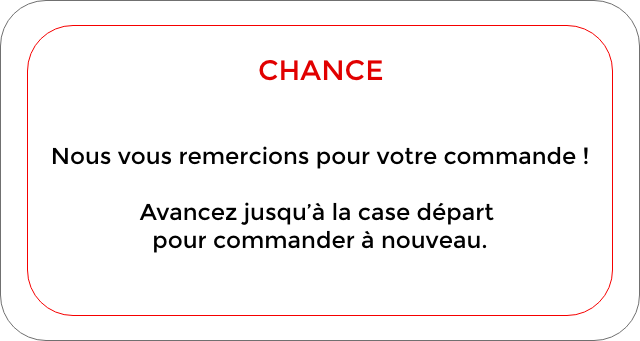 CHANCE
Nous vous remercions pour votre commande !
Avancez jusqu’à la case départ
pour commander à nouveau.